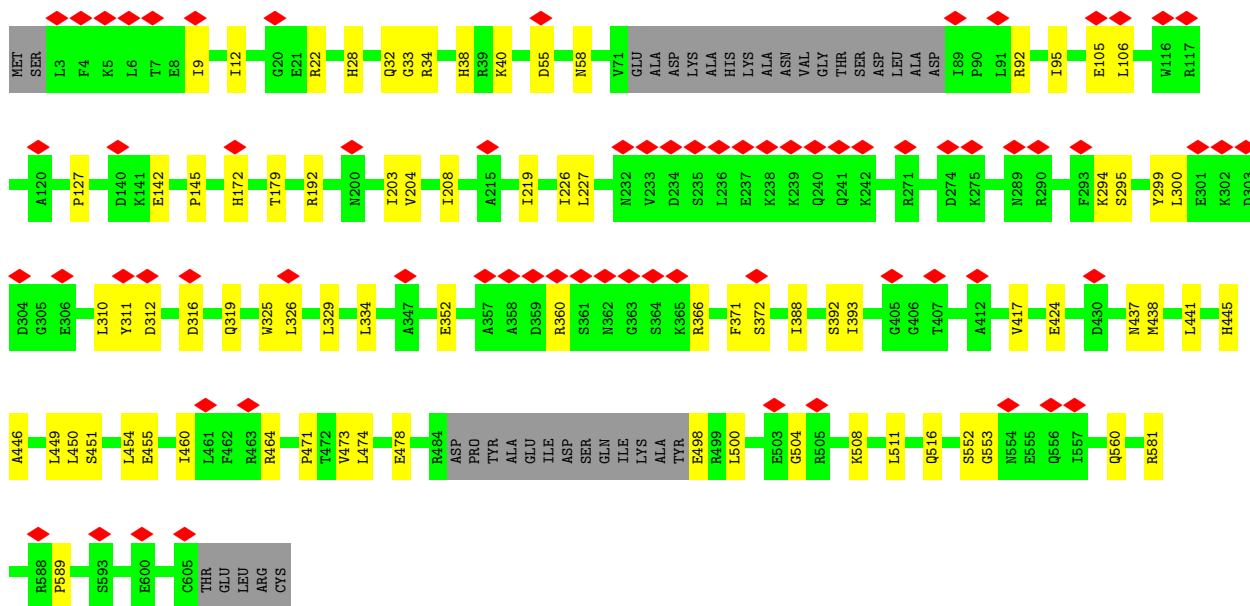 MET SER L3 F4 K5 L6 T7 E8 I9 I12 G20 E21 R22 H28 Q32 G33 R34 H38 R39 K40 D55 N58 V71 GLU ALA ASP LYS ALA HIS LYS ALA ASN VAL GLY THR SER ASP LEU ALA ASP I89 P90 L91 R92 I95 E105 L106 W116 R117
A120 P127 D140 K141 E142 P145 H172 T179 R192 N200 I203 V204 I208 A215 I219 I226 L227 N232 V233 D234 S235 L236 E237 K238 K239 Q240 Q241 K242 R271 D274 K275 N289 R290 F293 K294 S295 Y299 L300 E301 K302 D303
D304 G305 E306 L310 Y311 D312 D316 Q319 W325 L326 L329 L334 A347 E352 A357 A358 D359 R360 S361 N362 G363 S364 K365 R366 F371 S372 I388 S392 I393 G405 G406 T407 A412 V417 E424 D430 N437 M438 L441 H445
A446 L449 L450 S451 L454 E455 I460 L461 F462 R463 R464 P471 T472 V473 L474 E478 R484 ASP PRO TYR ALA GLU ILE ASP SER GLN ILE LYS ALA TYR E498 R499 L500 E503 G504 R505 K508 L511 Q516 S552 G553 N554 E555 Q556 I557 Q560 R581
R588 P589 S593 E600 C605 THR GLU LEU ARG CYS